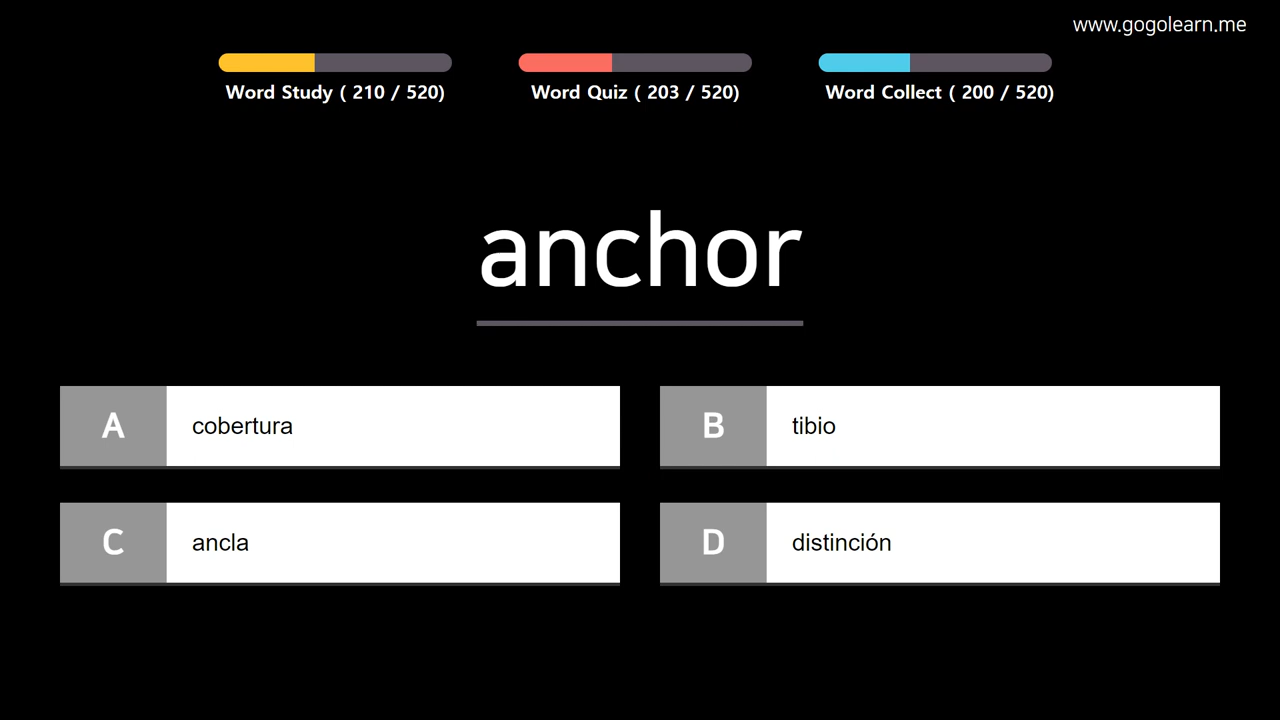 www.gogolearn.me
Word Study ( 210 / 520)
Word Quiz ( 203 / 520)
Word Collect ( 200 / 520)
anchor
A cobertura
B tibio
C ancla
D distinción